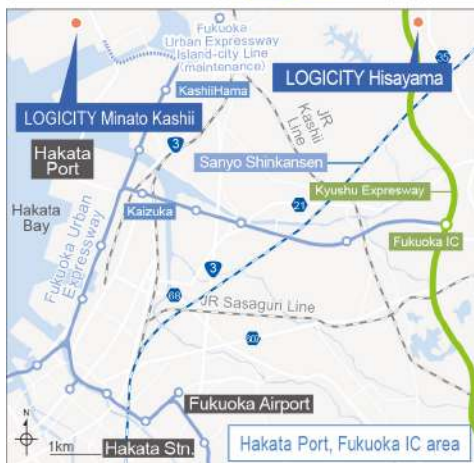 Fukuoka
Urban Expressway
Island-city Line
(maintenance)
35
LOGICITY Hisayama
KashiiHama
LOGICITY Minato Kashii
JR
Kashii
Line
3
Hakata
Port
Sanyo Shinkansen
Kyushu Expresway
Hakata
Bay
Kaizuka
21
Fukuoka IC
Fukuoka Urban
Expressway
3
68
JR Sasaguri Line
607
Fukuoka Airport
N
1km
Hakata Stn.
Hakata Port, Fukuoka IC area